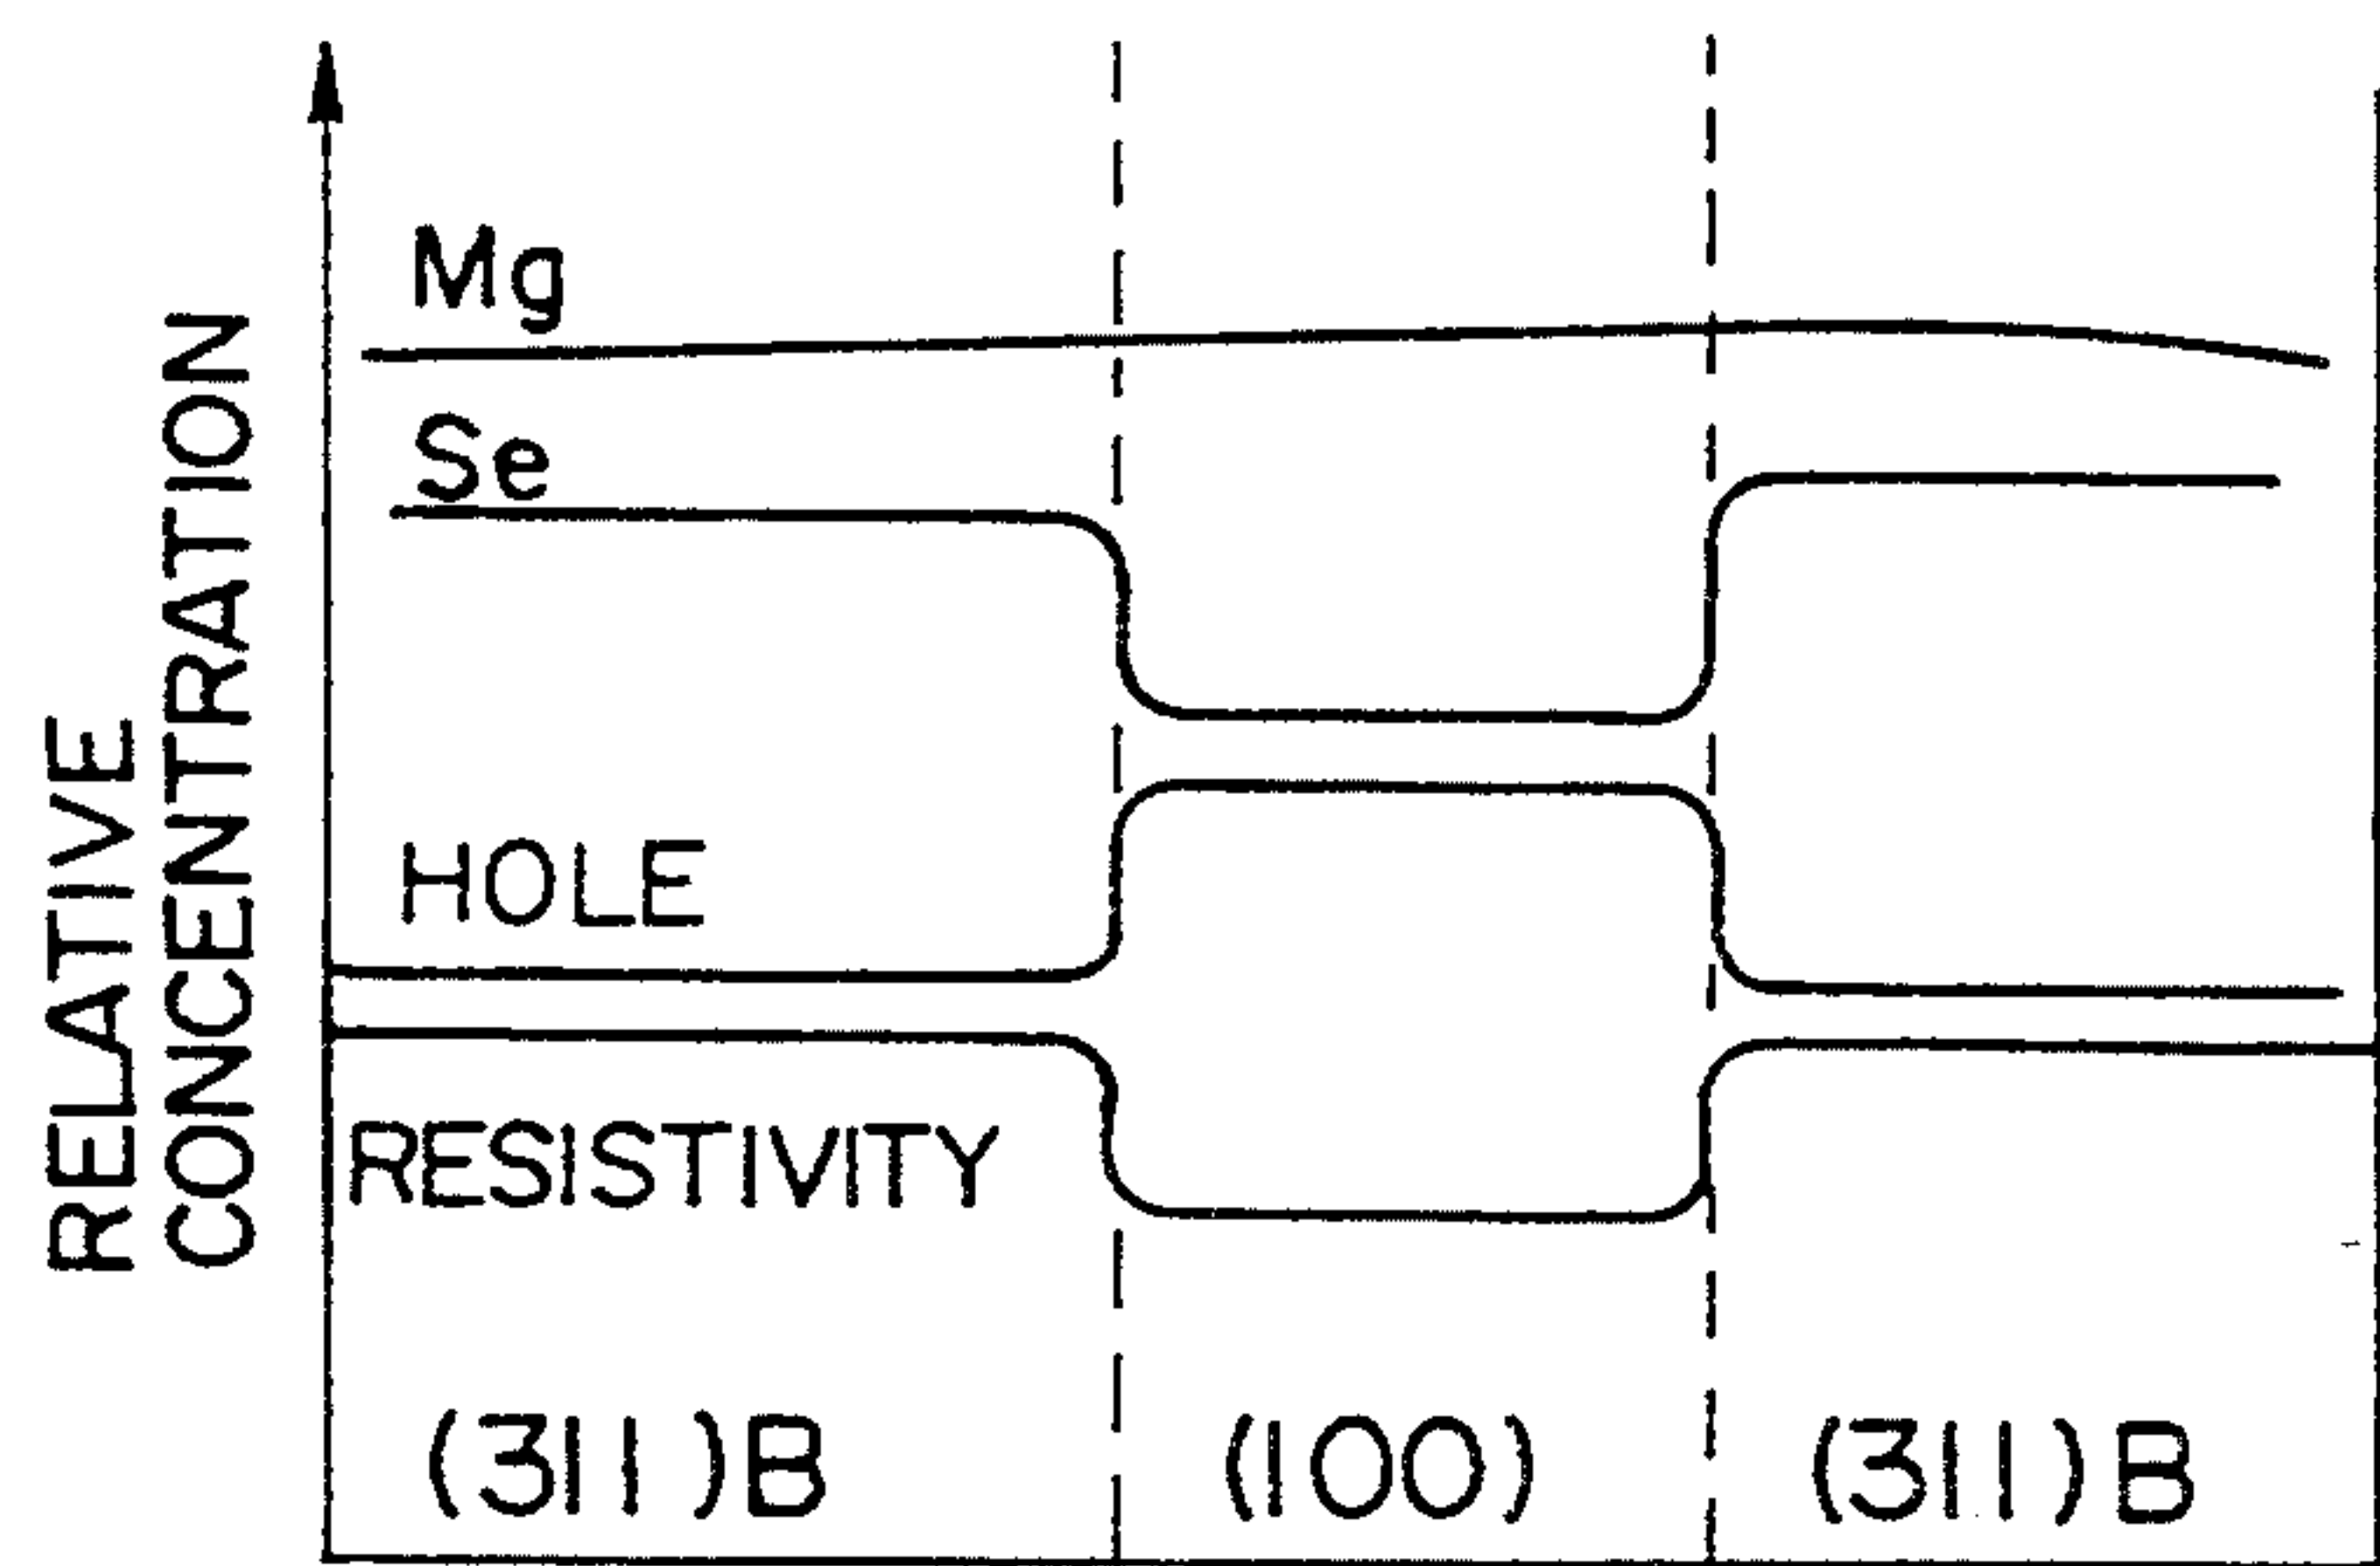 RELATIVE
CONCENTRATION
Mg
Se
HOLE
RESISTIVITY
(311)B
(100)
(311)B